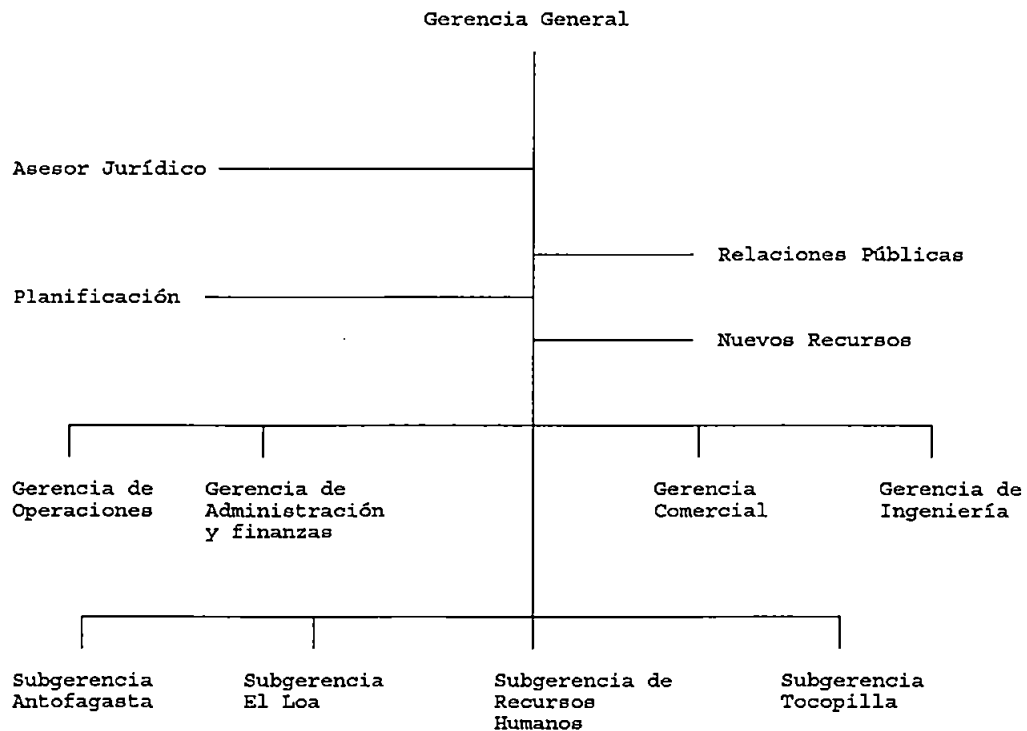 Gerencia General
Asesor Jurídico
Relaciones Públicas
Planificación
Nuevos Recursos
Gerencia de
Operaciones
Gerencia de
Administración
y finanzas
Gerencia
Comercial
Gerencia de
Ingeniería
Subgerencia
Antofagasta
Subgerencia
El Loa
Subgerencia de
Recursos
Humanos
Subgerencia
Tocopilla